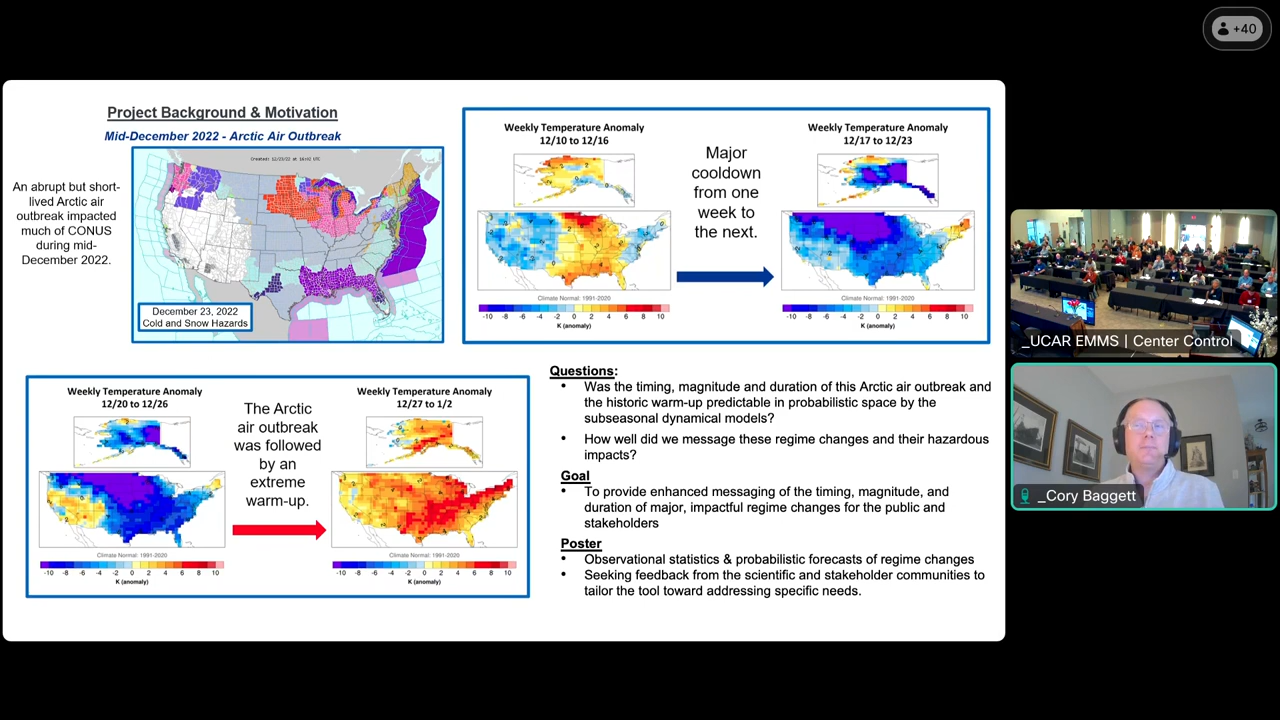 +40
Project Background & Motivation
Mid-December 2022 - Arctic Air Outbreak
An abrupt but short-
lived Arctic air
outbreak impacted
much of CONUS
during mid-
December 2022.
December 23, 2022
Cold and Snow Hazards
Weekly Temperature Anomaly
12/10 to 12/16
Climate Normal: 1991-2020
-10 -8 -6 -4 -2 0 2 4 6 8 10
K (anomaly)
Major
cooldown
from one
week to
the next.
Weekly Temperature Anomaly
12/17 to 12/23
Climate Normal: 1991-2020
-10 -8 -6 -4 -2 0 2 4 6 8 10
K (anomaly)
Weekly Temperature Anomaly
12/20 to 12/26
Climate Normal: 1991-2020
-10 -8 -6 -4 -2 0 2 4 6 8 10
K (anomaly)
The Arctic
air outbreak
was followed
by an
extreme
warm-up.
Weekly Temperature Anomaly
12/27 to 1/2
Climate Normal: 1991-2020
-10 -8 -6 -4 -2 0 2 4 6 8 10
K (anomaly)
Questions:
• Was the timing, magnitude and duration of this Arctic air outbreak and
the historic warm-up predictable in probabilistic space by the
subseasonal dynamical models?
• How well did we message these regime changes and their hazardous
impacts?
Goal
• To provide enhanced messaging of the timing, magnitude, and
duration of major, impactful regime changes for the public and
stakeholders
Poster
• Observational statistics & probabilistic forecasts of regime changes
• Seeking feedback from the scientific and stakeholder communities to
tailor the tool toward addressing specific needs.
_UCAR EMMS | Center Control
_Cory Baggett